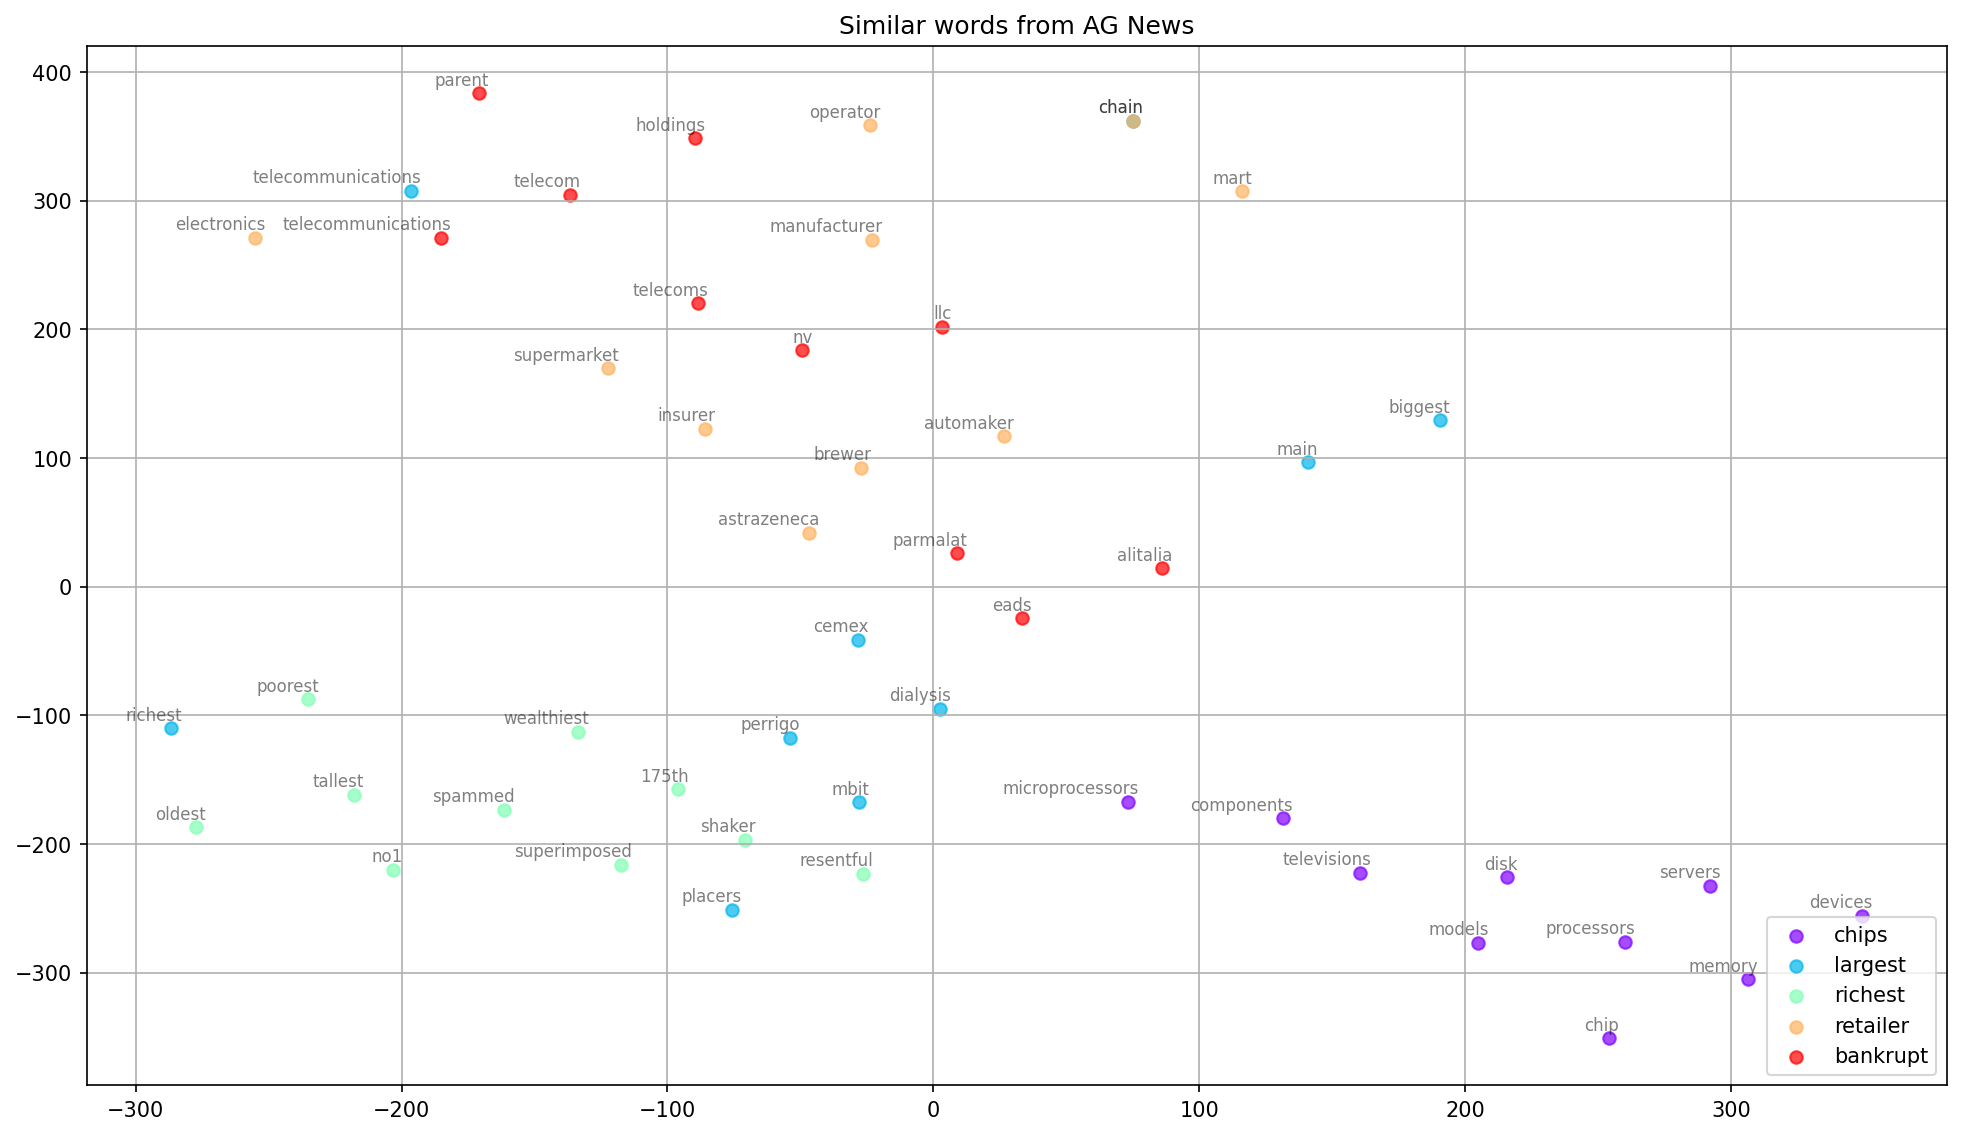 Similar words from AG News
400
300
200
100
0
−100
−200
−300
parent
holdings
operator
chain
telecommunications
telecom
mart
electronics
telecommunications
manufacturer
telecoms
llc
nv
supermarket
insurer
automaker
biggest
brewer
main
astrazeneca
parmalat
alitalia
eads
cemex
poorest
dialysis
richest
wealthiest
perrigo
tallest
175th
spammed
mbit
microprocessors
oldest
components
shaker
no1
superimposed
resentful
televisions
disk
servers
placers
devices
models
processors
memory
chip
chips
largest
richest
retailer
bankrupt
−300
−200
−100
0
100
200
300